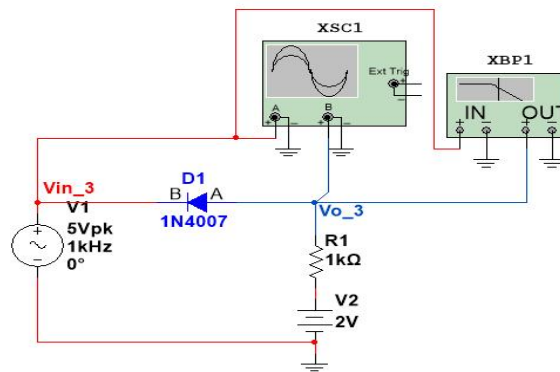 XSC1
XBP1
Ext Trig
+
-
A
B
+ - + -
IN OUT
+ - + -
Vin_3
D1
B A
V1
1N4007
Vo_3
+
5Vpk
1kHz
0°
-
R1
1kΩ
V2
2V